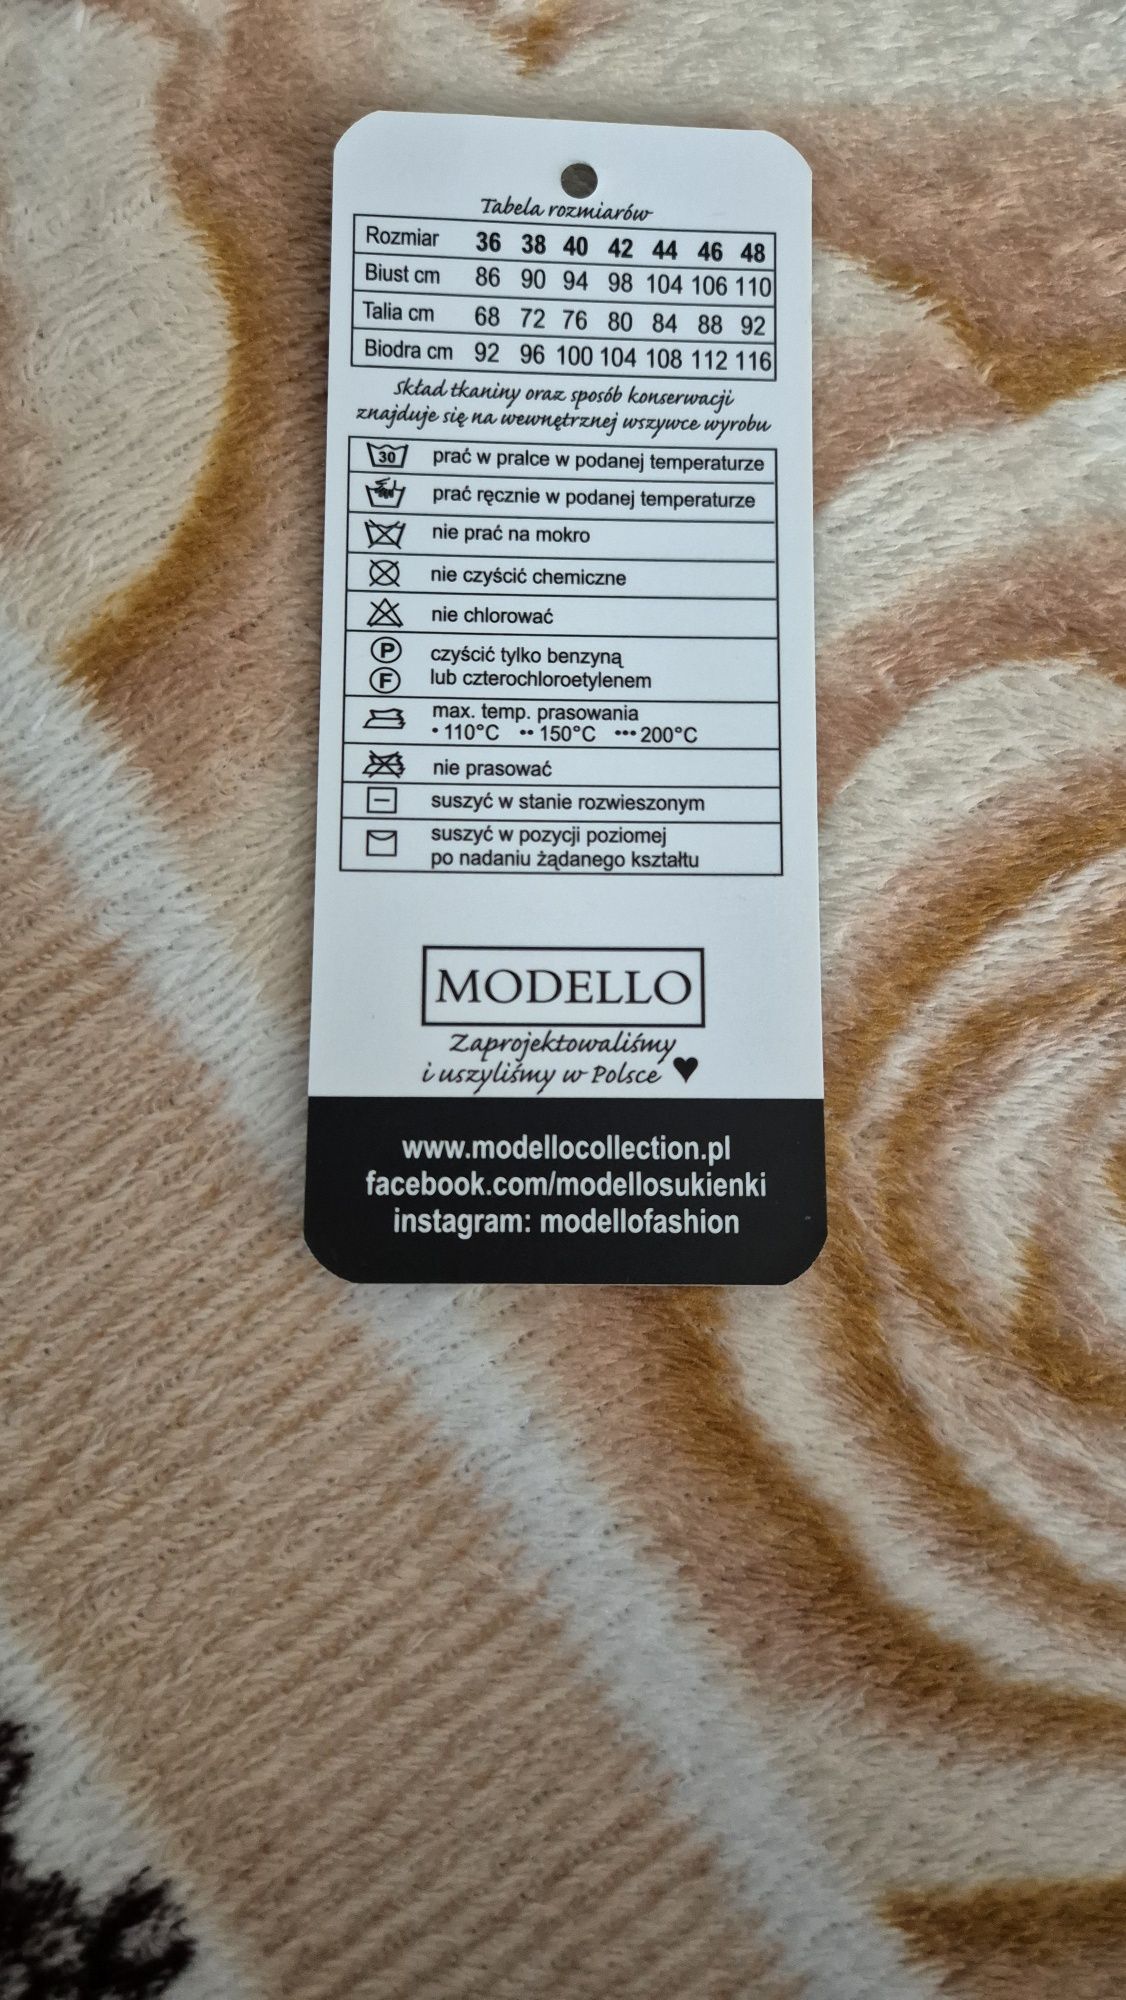 Tabela rozmiarów
Rozmiar 36 38 40 42 44 46 48
Biust cm 86 90 94 98 104 106 110
Talia cm 68 72 76 80 84 88 92
Biodra cm 92 96 100 104 108 112 116
Skład tkaniny oraz sposób konserwacji
znajduje się na wewnętrznej wszywce wyrobu
30 prać w pralce w podanej temperaturze
prać ręcznie w podanej temperaturze
nie prać na mokro
nie czyścić chemiczne
nie chlorować
P czyścić tylko benzyną
F lub czterochloroetylenem
max. temp. prasowania
• 110°C •• 150°C ••• 200°C
nie prasować
suszyć w stanie rozwieszonym
suszyć w pozycji poziomej
po nadaniu żądanego kształtu
MODELLO
Zaprojektowaliśmy
i uszyliśmy w Polsce ♥
www.modellocollection.pl
facebook.com/modellosukienki
instagram: modellofashion